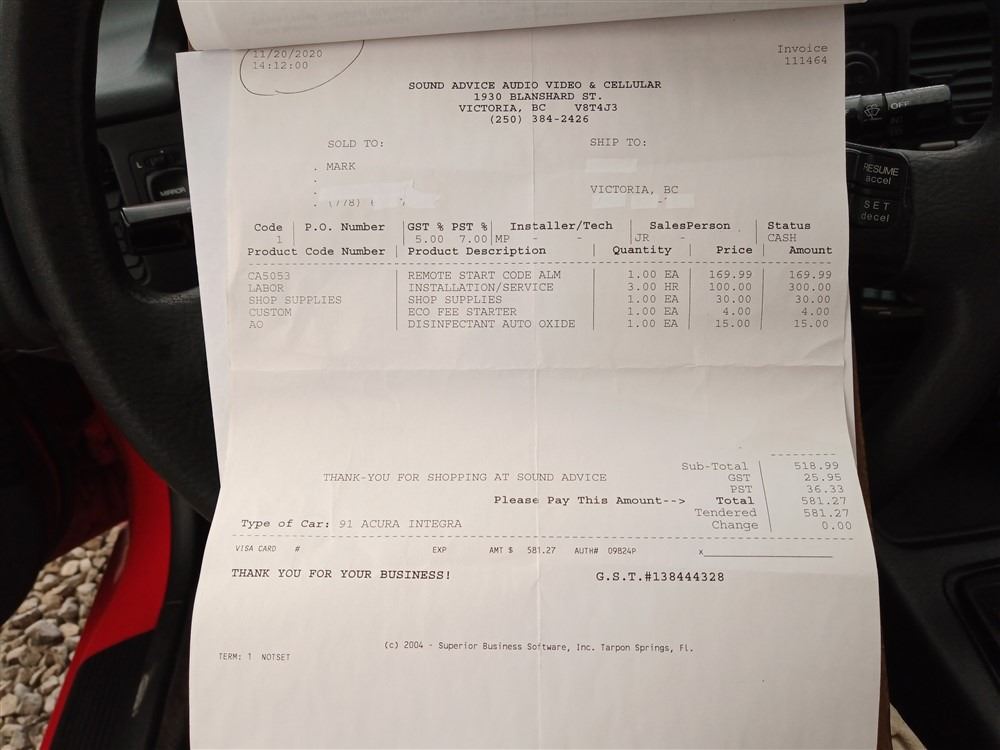 11/20/2020
14:12:00
Invoice
111464
SOUND ADVICE AUDIO VIDEO & CELLULAR
1930 BLANSHARD ST.
VICTORIA, BC V8T4J3
(250) 384-2426
SOLD TO: SHIP TO:
. MARK
.
. VICTORIA, BC
. (778)
Code P.O. Number GST % PST % Installer/Tech SalesPerson Status
1 5.00 7.00 MP - - JR - CASH
Product Code Number Product Description Quantity Price Amount
CA5053 REMOTE START CODE ALM 1.00 EA 169.99 169.99
LABOR INSTALLATION/SERVICE 3.00 HR 100.00 300.00
SHOP SUPPLIES SHOP SUPPLIES 1.00 EA 30.00 30.00
CUSTOM ECO FEE STARTER 1.00 EA 4.00 4.00
AO DISINFECTANT AUTO OXIDE 1.00 EA 15.00 15.00
Sub-Total 518.99
THANK-YOU FOR SHOPPING AT SOUND ADVICE GST 25.95
PST 36.33
Please Pay This Amount--> Total 581.27
Tendered 581.27
Type of Car: 91 ACURA INTEGRA Change 0.00
VISA CARD # EXP AMT $ 581.27 AUTH# 09B24P x
THANK YOU FOR YOUR BUSINESS! G.S.T.#138444328
(c) 2004 - Superior Business Software, Inc. Tarpon Springs, Fl.
TERM: 1 NOTSET
MIRROR
OFF
INT
RESUME
accel
SET
decel